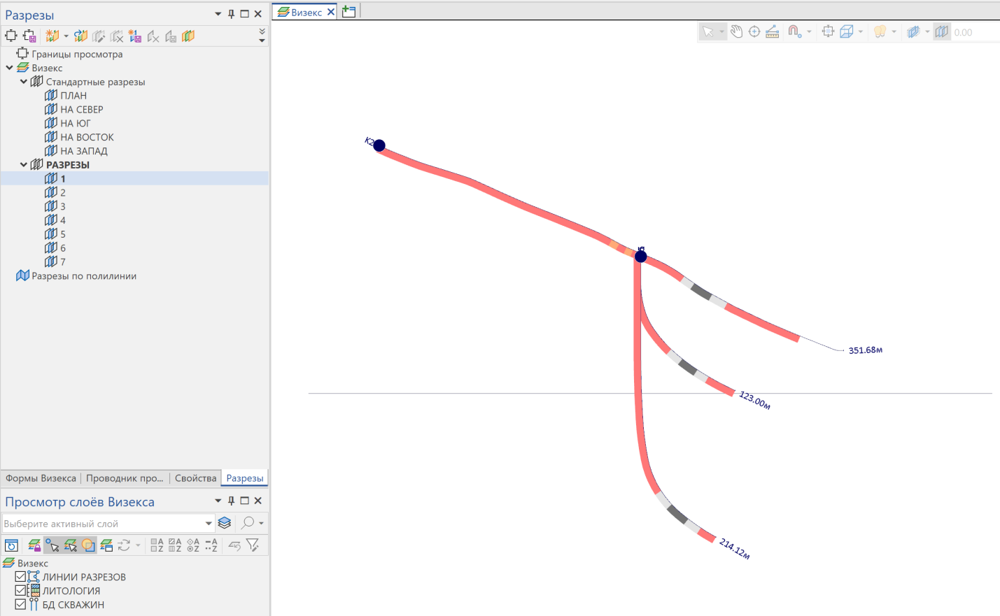 Разрезы
Границы просмотра
Визекс
Стандартные разрезы
ПЛАН
НА СЕВЕР
НА ЮГ
НА ВОСТОК
НА ЗАПАД
РАЗРЕЗЫ
1
2
3
4
5
6
7
Разрезы по полилинии
Формы Визекса
Проводник про...
Свойства
Разрезы
Просмотр слоёв Визекса
Выберите активный слой
Визекс
ЛИНИИ РАЗРЕЗОВ
ЛИТОЛОГИЯ
БД СКВАЖИН
Визекс
0.00
К2
351.68м
123.00м
214.12м